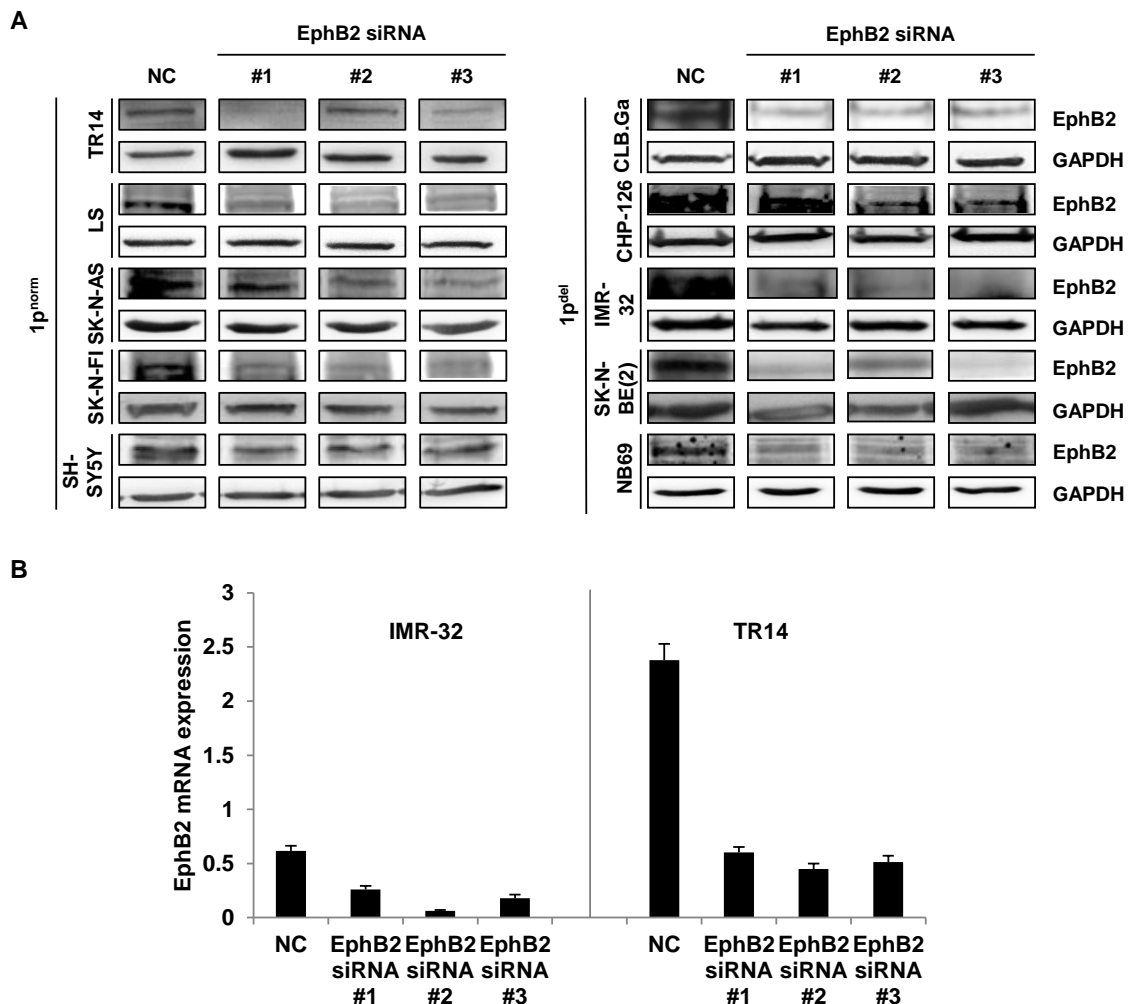 A
EphB2 siRNA
EphB2 siRNA
NC #1 #2 #3
NC #1 #2 #3
1pnorm
TR14
LS
SK-N-AS
SK-N-FI
SH-
SY5Y
1pdel
CLB.Ga
CHP-126
IMR-
32
SK-N-
BE(2)
NB69
EphB2
GAPDH
EphB2
GAPDH
EphB2
GAPDH
EphB2
GAPDH
EphB2
GAPDH
B
EphB2 mRNA expression
3
2.5
2
1.5
1
0.5
0
IMR-32
TR14
NC
EphB2
siRNA
#1
EphB2
siRNA
#2
EphB2
siRNA
#3
NC
EphB2
siRNA
#1
EphB2
siRNA
#2
EphB2
siRNA
#3